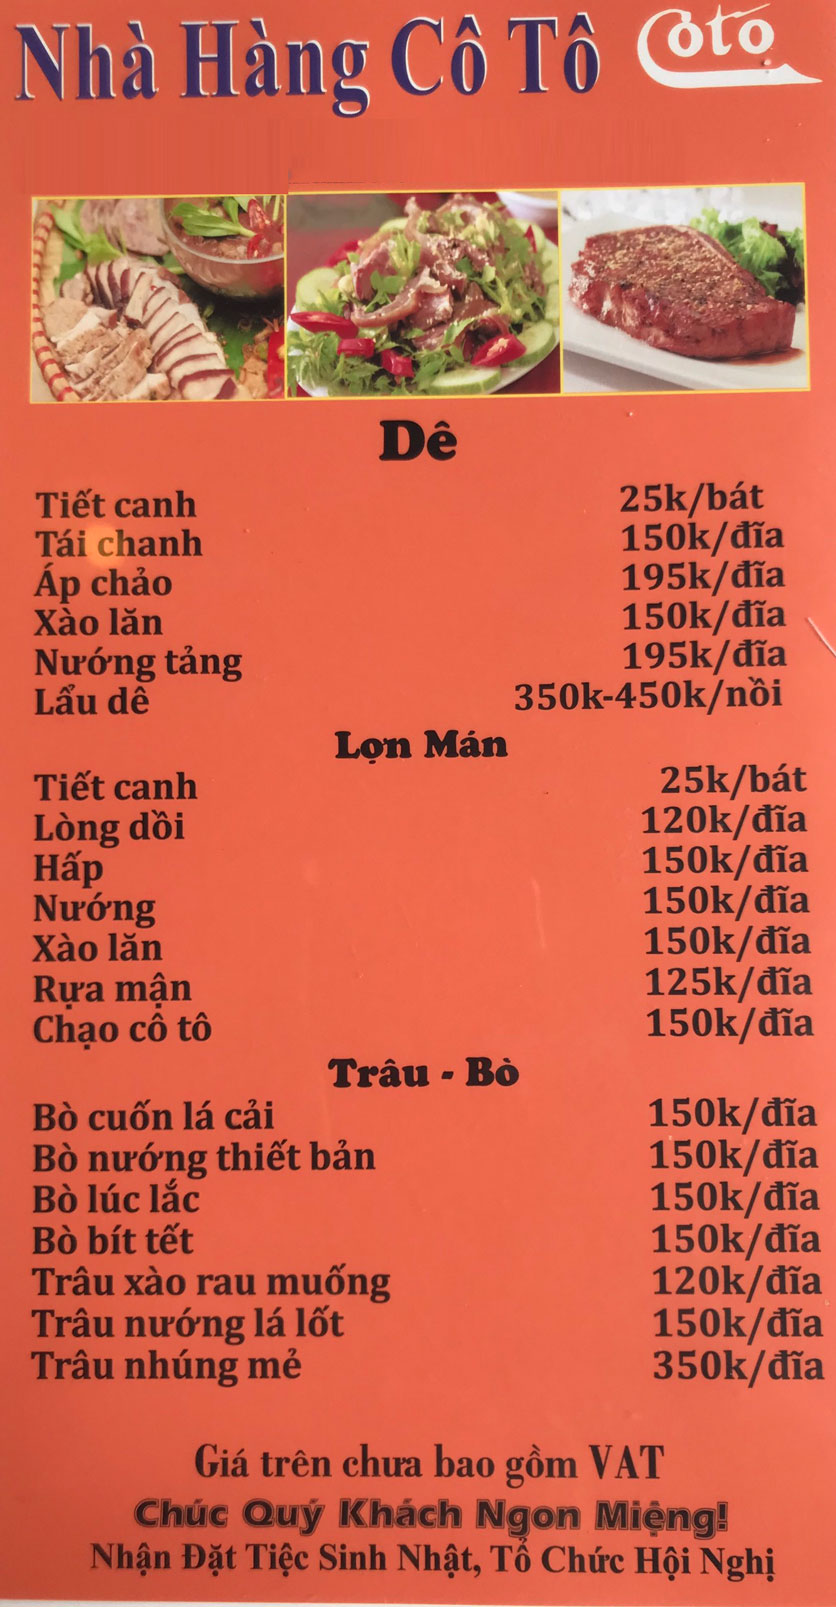 Nhà Hàng Cô Tô CôTô
Dê
Tiết canh 25k/bát
Tái chanh 150k/đĩa
Áp chảo 195k/đĩa
Xào lăn 150k/đĩa
Nướng tảng 195k/đĩa
Lẩu dê 350k-450k/nồi
Lợn Mán
Tiết canh 25k/bát
Lòng dồi 120k/đĩa
Hấp 150k/đĩa
Nướng 150k/đĩa
Xào lăn 150k/đĩa
Rựa mận 125k/đĩa
Chạo cô tô 150k/đĩa
Trâu - Bò
Bò cuốn lá cải 150k/đĩa
Bò nướng thiết bản 150k/đĩa
Bò lúc lắc 150k/đĩa
Bò bít tết 150k/đĩa
Trâu xào rau muống 120k/đĩa
Trâu nướng lá lốt 150k/đĩa
Trâu nhúng mẻ 350k/đĩa
Giá trên chưa bao gồm VAT
Chúc Quý Khách Ngon Miệng!
Nhận Đặt Tiệc Sinh Nhật, Tổ Chức Hội Nghị